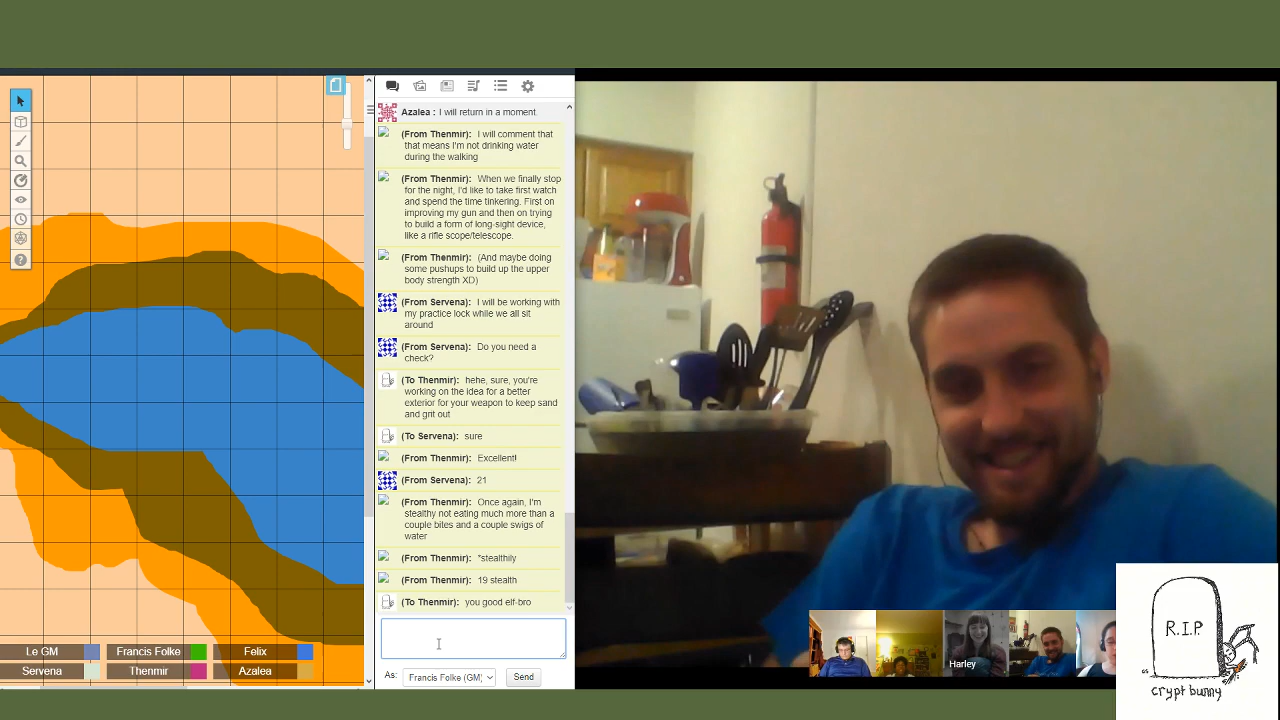 Azalea : I will return in a moment.
(From Thenmir): I will comment that
that means I'm not drinking water
during the walking
(From Thenmir): When we finally stop
for the night, I'd like to take first watch
and spend the time tinkering. First on
improving my gun and then on trying
to build a form of long-sight device,
like a rifle scope/telescope.
(From Thenmir): (And maybe doing
some pushups to build up the upper
body strength XD)
(From Servena): I will be working with
my practice lock while we all sit
around
(From Servena): Do you need a
check?
(To Thenmir): hehe, sure, you're
working on the idea for a better
exterior for your weapon to keep sand
and grit out
(To Servena): sure
(From Thenmir): Excellent!
(From Servena): 21
(From Thenmir): Once again, I'm
stealthy not eating much more than a
couple bites and a couple swigs of
water
(From Thenmir): *stealthily
(From Thenmir): 19 stealth
(To Thenmir): you good elf-bro
As: Francis Folke (GM) Send
Le GM Francis Folke Felix
Servena Thenmir Azalea
Harley
R.I.P.
crypt bunny